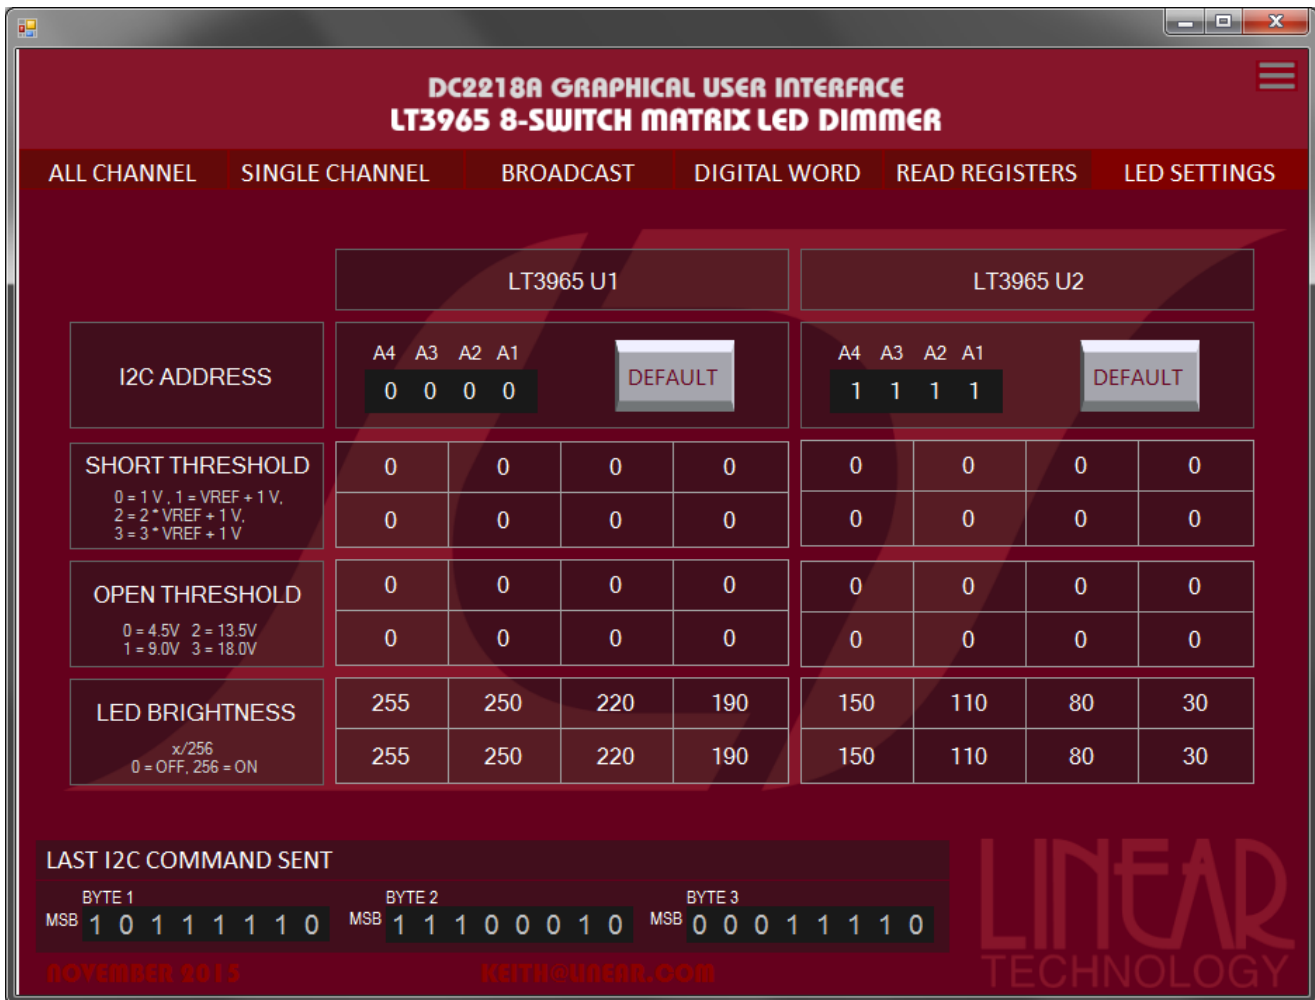 DC2218A GRAPHICAL USER INTERFACE
LT3965 8-SWITCH MATRIX LED DIMMER
ALL CHANNEL SINGLE CHANNEL BROADCAST DIGITAL WORD READ REGISTERS LED SETTINGS
LT3965 U1 LT3965 U2
A4 A3 A2 A1 A4 A3 A2 A1
I2C ADDRESS 0 0 0 0 DEFAULT 1 1 1 1 DEFAULT
SHORT THRESHOLD 0 0 0 0 0 0 0 0
0 = 1 V , 1 = VREF + 1 V,
2 = 2 * VREF + 1 V,
3 = 3 * VREF + 1 V
0 0 0 0 0 0 0 0
OPEN THRESHOLD 0 0 0 0 0 0 0 0
0 = 4.5V 2 = 13.5V
1 = 9.0V 3 = 18.0V
0 0 0 0 0 0 0 0
LED BRIGHTNESS 255 250 220 190 150 110 80 30
x/256
0 = OFF, 256 = ON
255 250 220 190 150 110 80 30
LAST I2C COMMAND SENT
BYTE 1 BYTE 2 BYTE 3
MSB 1 0 1 1 1 1 1 0 MSB 1 1 1 0 0 0 1 0 MSB 0 0 0 1 1 1 1 0
NOVEMBER 2015 KEITH@LINEAR.COM
LINEAR
TECHNOLOGY